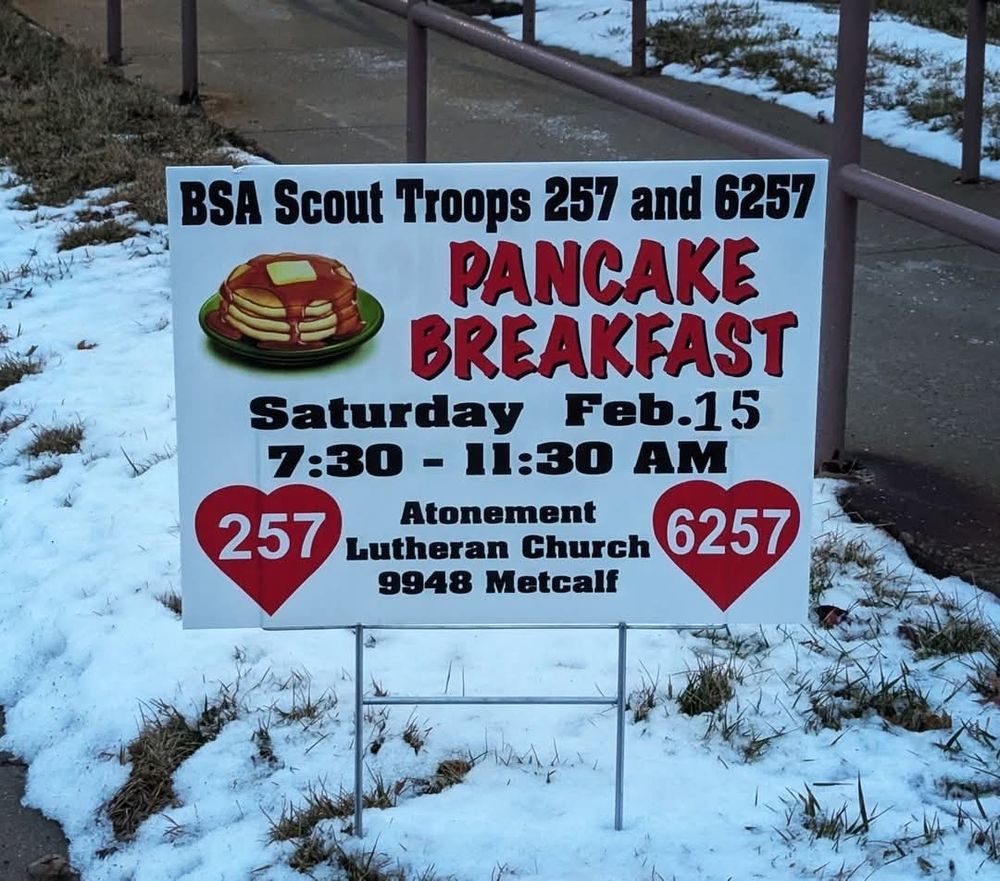 BSA Scout Troops 257 and 6257
PANCAKE
BREAKFAST
Saturday Feb.15
7:30 - 11:30 AM
257
Atonement
Lutheran Church
9948 Metcalf
6257